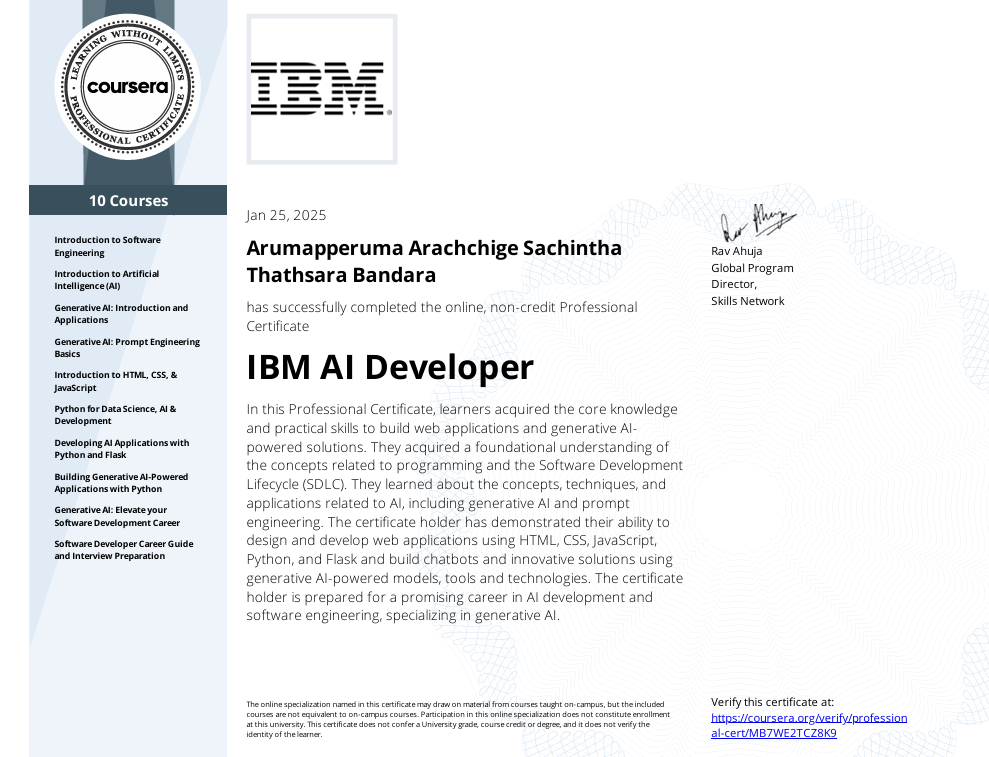 LEARNING WITHOUT LIMITS
coursera
PROFESSIONAL CERTIFICATE
10 Courses
Introduction to Software
Engineering
Introduction to Artificial
Intelligence (AI)
Generative AI: Introduction and
Applications
Generative AI: Prompt Engineering
Basics
Introduction to HTML, CSS, &
JavaScript
Python for Data Science, AI &
Development
Developing AI Applications with
Python and Flask
Building Generative AI-Powered
Applications with Python
Generative AI: Elevate your
Software Development Career
Software Developer Career Guide
and Interview Preparation
IBM®
Jan 25, 2025
Arumapperuma Arachchige Sachintha
Thathsara Bandara
has successfully completed the online, non-credit Professional
Certificate
IBM AI Developer
In this Professional Certificate, learners acquired the core knowledge
and practical skills to build web applications and generative AI-
powered solutions. They acquired a foundational understanding of
the concepts related to programming and the Software Development
Lifecycle (SDLC). They learned about the concepts, techniques, and
applications related to AI, including generative AI and prompt
engineering. The certificate holder has demonstrated their ability to
design and develop web applications using HTML, CSS, JavaScript,
Python, and Flask and build chatbots and innovative solutions using
generative AI-powered models, tools and technologies. The certificate
holder is prepared for a promising career in AI development and
software engineering, specializing in generative AI.
The online specialization named in this certificate may draw on material from courses taught on-campus, but the included
courses are not equivalent to on-campus courses. Participation in this online specialization does not constitute enrollment
at this university. This certificate does not confer a University grade, course credit or degree, and it does not verify the
identity of the learner.
Rav Ahuja
Rav Ahuja
Global Program
Director,
Skills Network
Verify this certificate at:
https://coursera.org/verify/profession
al-cert/MB7WE2TCZ8K9